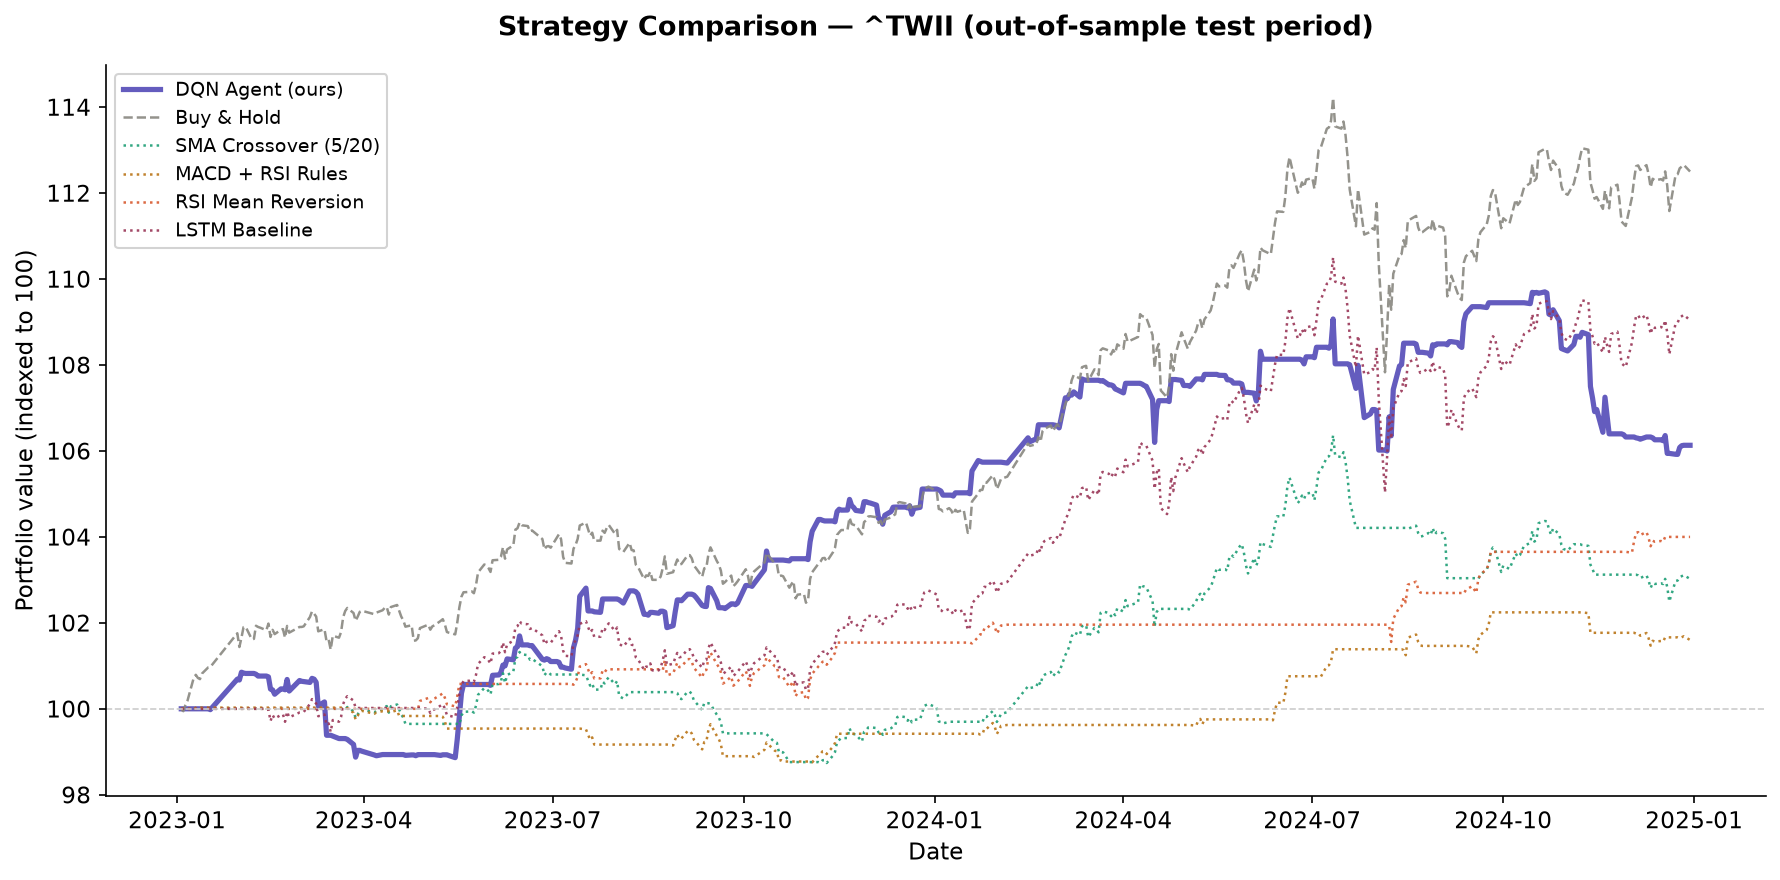 Strategy Comparison — ^TWII (out-of-sample test period)
DQN Agent (ours)
Buy & Hold
SMA Crossover (5/20)
MACD + RSI Rules
RSI Mean Reversion
LSTM Baseline
Portfolio value (indexed to 100)
114
112
110
108
106
104
102
100
98
2023-01
2023-04
2023-07
2023-10
2024-01
2024-04
2024-07
2024-10
2025-01
Date